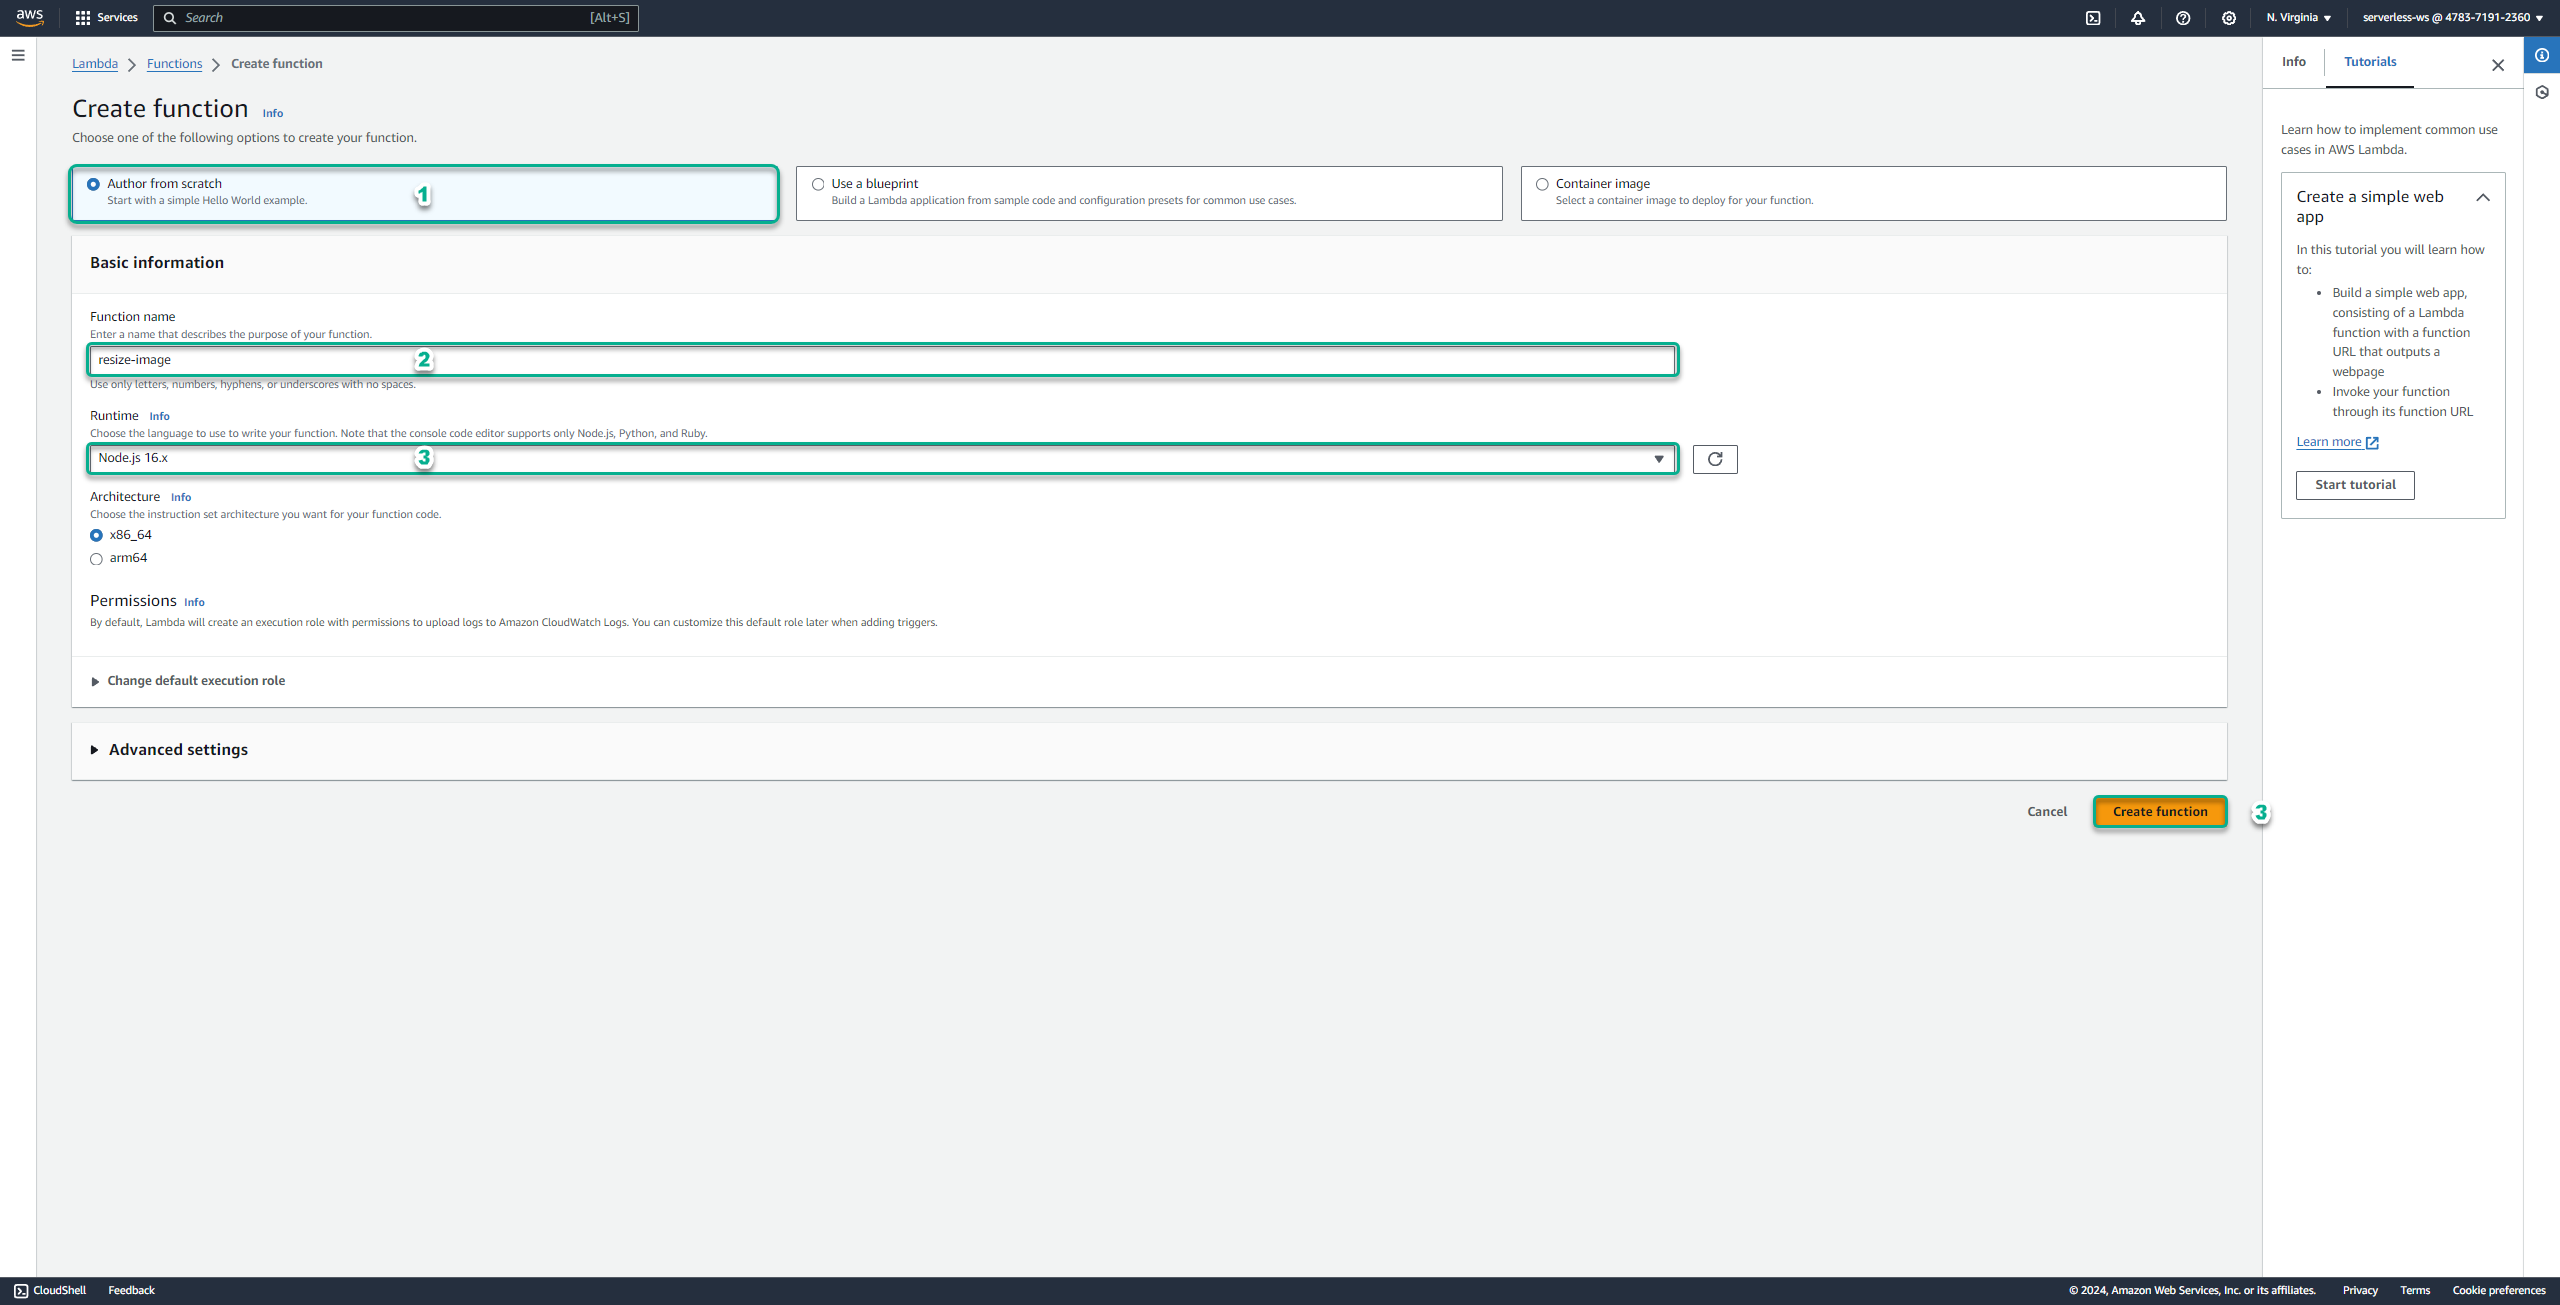 aws
Services
Search
[Alt+S]
N. Virginia
serverless-ws @ 4783-7191-2360
Lambda
Functions
Create function
Create function
Info
Choose one of the following options to create your function.
Author from scratch
Start with a simple Hello World example.
1
Use a blueprint
Build a Lambda application from sample code and configuration presets for common use cases.
Container image
Select a container image to deploy for your function.
Basic information
Function name
Enter a name that describes the purpose of your function.
resize-image
2
Use only letters, numbers, hyphens, or underscores with no spaces.
Runtime Info
Choose the language to use to write your function. Note that the console code editor supports only Node.js, Python, and Ruby.
Node.js 16.x
3
Architecture Info
Choose the instruction set architecture you want for your function code.
x86_64
arm64
Permissions Info
By default, Lambda will create an execution role with permissions to upload logs to Amazon CloudWatch Logs. You can customize this default role later when adding triggers.
Change default execution role
Advanced settings
Cancel
Create function
3
Info
Tutorials
Learn how to implement common use
cases in AWS Lambda.
Create a simple web
app
In this tutorial you will learn how
to:
• Build a simple web app,
consisting of a Lambda
function with a function
URL that outputs a
webpage
• Invoke your function
through its function URL
Learn more
Start tutorial
CloudShell
Feedback
© 2024, Amazon Web Services, Inc. or its affiliates.
Privacy
Terms
Cookie preferences